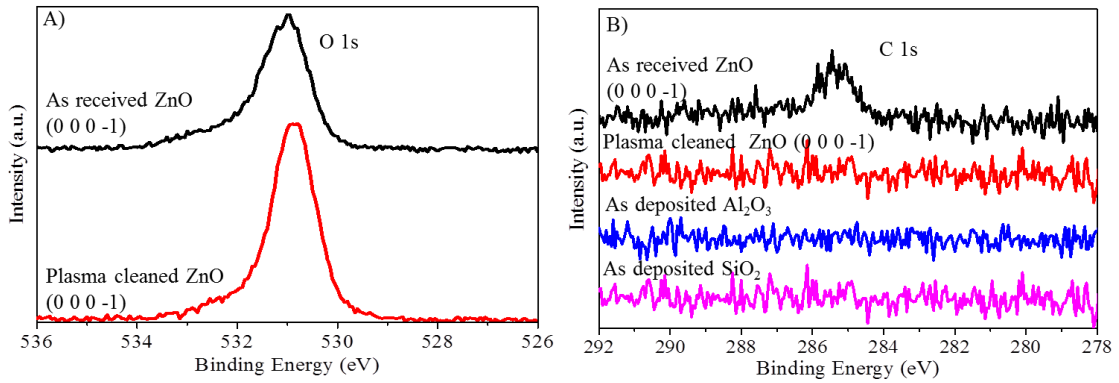 A)
O 1s
As received ZnO
(0 0 0 -1)
Plasma cleaned ZnO
(0 0 0 -1)
Intensity (a.u.)
536 534 532 530 528 526
Binding Energy (eV)
B)
C 1s
As received ZnO
(0 0 0 -1)
Plasma cleaned ZnO (0 0 0 -1)
As deposited Al₂O₃
As deposited SiO₂
Intensity (a.u.)
292 290 288 286 284 282 280 278
Binding Energy (eV)